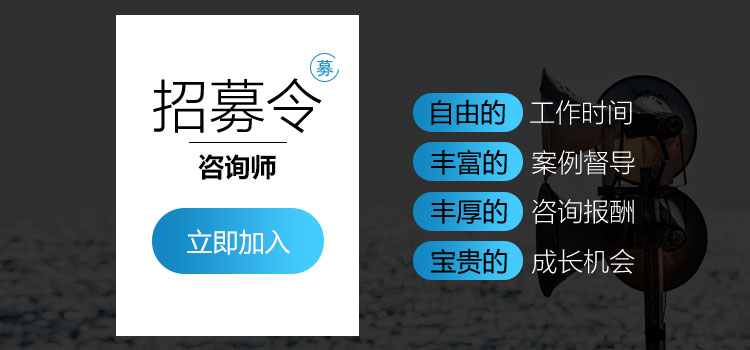 募
招募令
咨询师
立即加入
自由的 工作时间
丰富的 案例督导
丰厚的 咨询报酬
宝贵的 成长机会